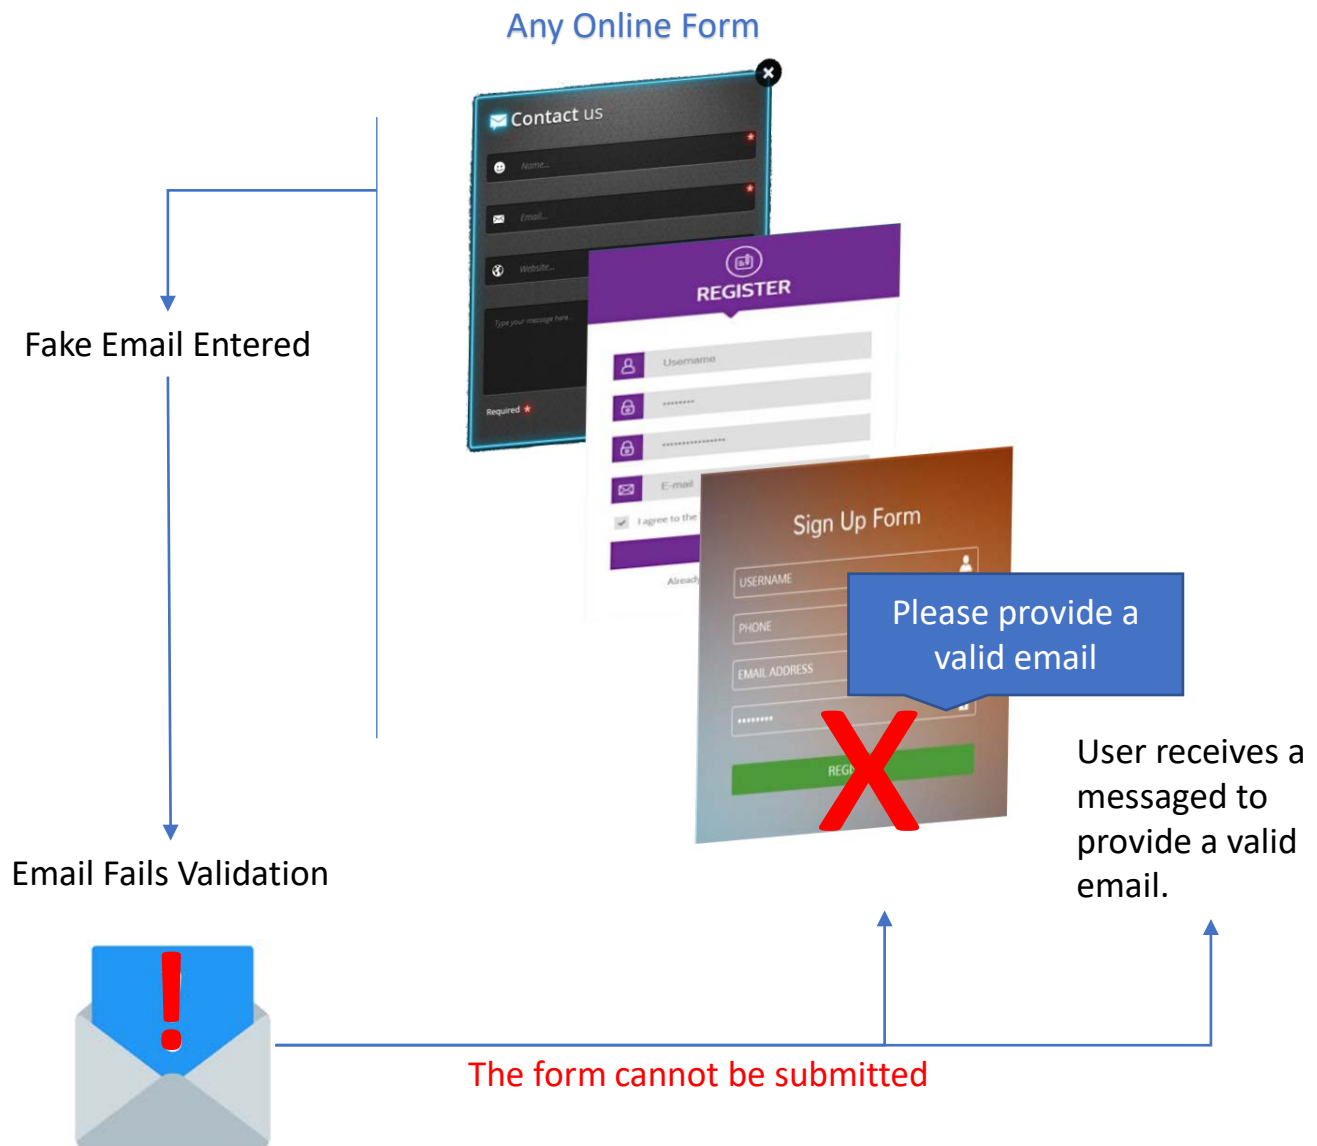 Any Online Form
Contact us
Name...
Email...
Website...
Type your message here...
Required *
REGISTER
Username
E-mail
I agree to the
Already
Sign Up Form
USERNAME
PHONE
EMAIL ADDRESS
Please provide a
valid email
X
Fake Email Entered
Email Fails Validation
!
User receives a
messaged to
provide a valid
email.
The form cannot be submitted